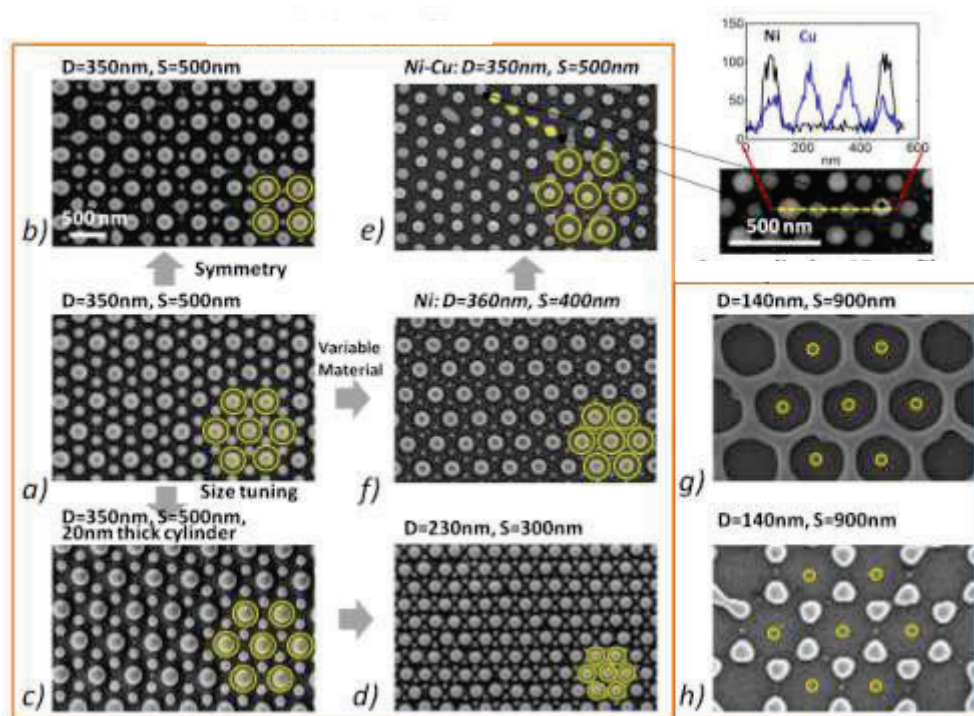 D=350nm, S=500nm
500 nm
b)
Symmetry
D=350nm, S=500nm
a)
Size tuning
D=350nm, S=500nm,
20nm thick cylinder
c)
Ni-Cu: D=350nm, S=500nm
e)
Variable
Material
Ni: D=360nm, S=400nm
f)
D=230nm, S=300nm
d)
Ni Cu
150
100
50
0
0 200 400 600
nm
500 nm
D=140nm, S=900nm
g)
D=140nm, S=900nm
h)